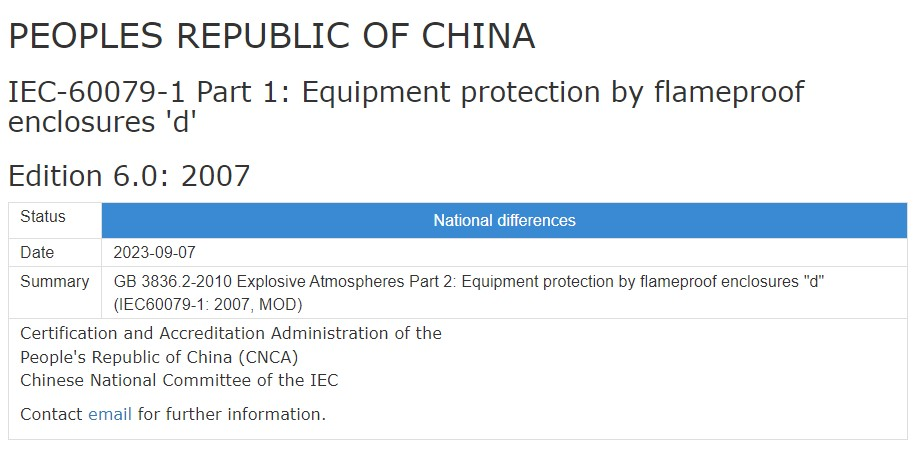 PEOPLES REPUBLIC OF CHINA
IEC-60079-1 Part 1: Equipment protection by flameproof
enclosures 'd'
Edition 6.0: 2007
Status
National differences
Date
2023-09-07
Summary
GB 3836.2-2010 Explosive Atmospheres Part 2: Equipment protection by flameproof enclosures "d"
(IEC60079-1: 2007, MOD)
Certification and Accreditation Administration of the
People's Republic of China (CNCA)
Chinese National Committee of the IEC
Contact email for further information.